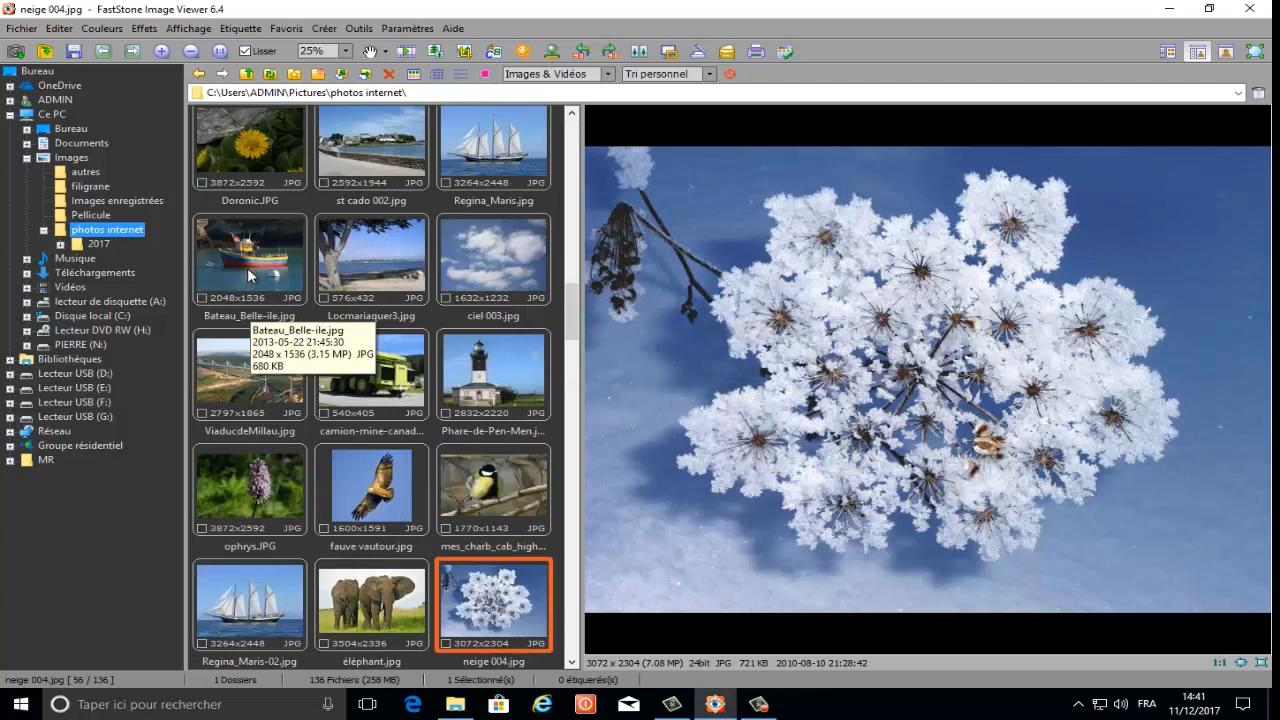 neige 004.jpg - FastStone Image Viewer 6.4
Fichier Editer Couleurs Effets Affichage Etiquette Favoris Créer Outils Paramètres Aide
Lisser 25%
Images & Vidéos Tri personnel
C:\Users\ADMIN\Pictures\photos internet\
Bureau
OneDrive
ADMIN
Ce PC
Bureau
Documents
Images
autres
filigrane
Images enregistrées
Pellicule
photos internet
2017
Musique
Téléchargements
Vidéos
lecteur de disquette (A:)
Disque local (C:)
Lecteur DVD RW (H:)
PIERRE (N:)
Bibliothèques
Lecteur USB (D:)
Lecteur USB (E:)
Lecteur USB (F:)
Lecteur USB (G:)
Réseau
Groupe résidentiel
MR
3872x2592 JPG 2592x1944 JPG 3264x2448 JPG
Doronic.JPG st cado 002.jpg Regina_Maris.jpg
2048x1536 JPG 576x432 JPG 1632x1232 JPG
Bateau_Belle-ile.jpg Locmariaquer3.jpg ciel 003.jpg
Bateau_Belle-ile.jpg
2013-05-22 21:45:30
2048 x 1536 (3.15 MP) JPG
680 KB
2797x1865 JPG 540x405 JPG 2832x2220 JPG
ViaducdeMillau.jpg camion-mine-canad... Phare-de-Pen-Men.j...
3872x2592 JPG 1600x1591 JPG 1770x1143 JPG
ophrys.JPG fauve vautour.jpg mes_charb_cab_high...
3264x2448 JPG 3504x2336 JPG 3072x2304 JPG
Regina_Maris-02.jpg éléphant.jpg neige 004.jpg
3072 x 2304 (7.08 MP) 24bit JPG 721 KB 2010-08-10 21:28:42 1:1
neige 004.jpg [ 56 / 136 ] 1 Dossiers 136 Fichiers (258 MB) 1 Sélectionné(s) 0 étiquerés(s)
Taper ici pour rechercher
FRA
14:41
11/12/2017